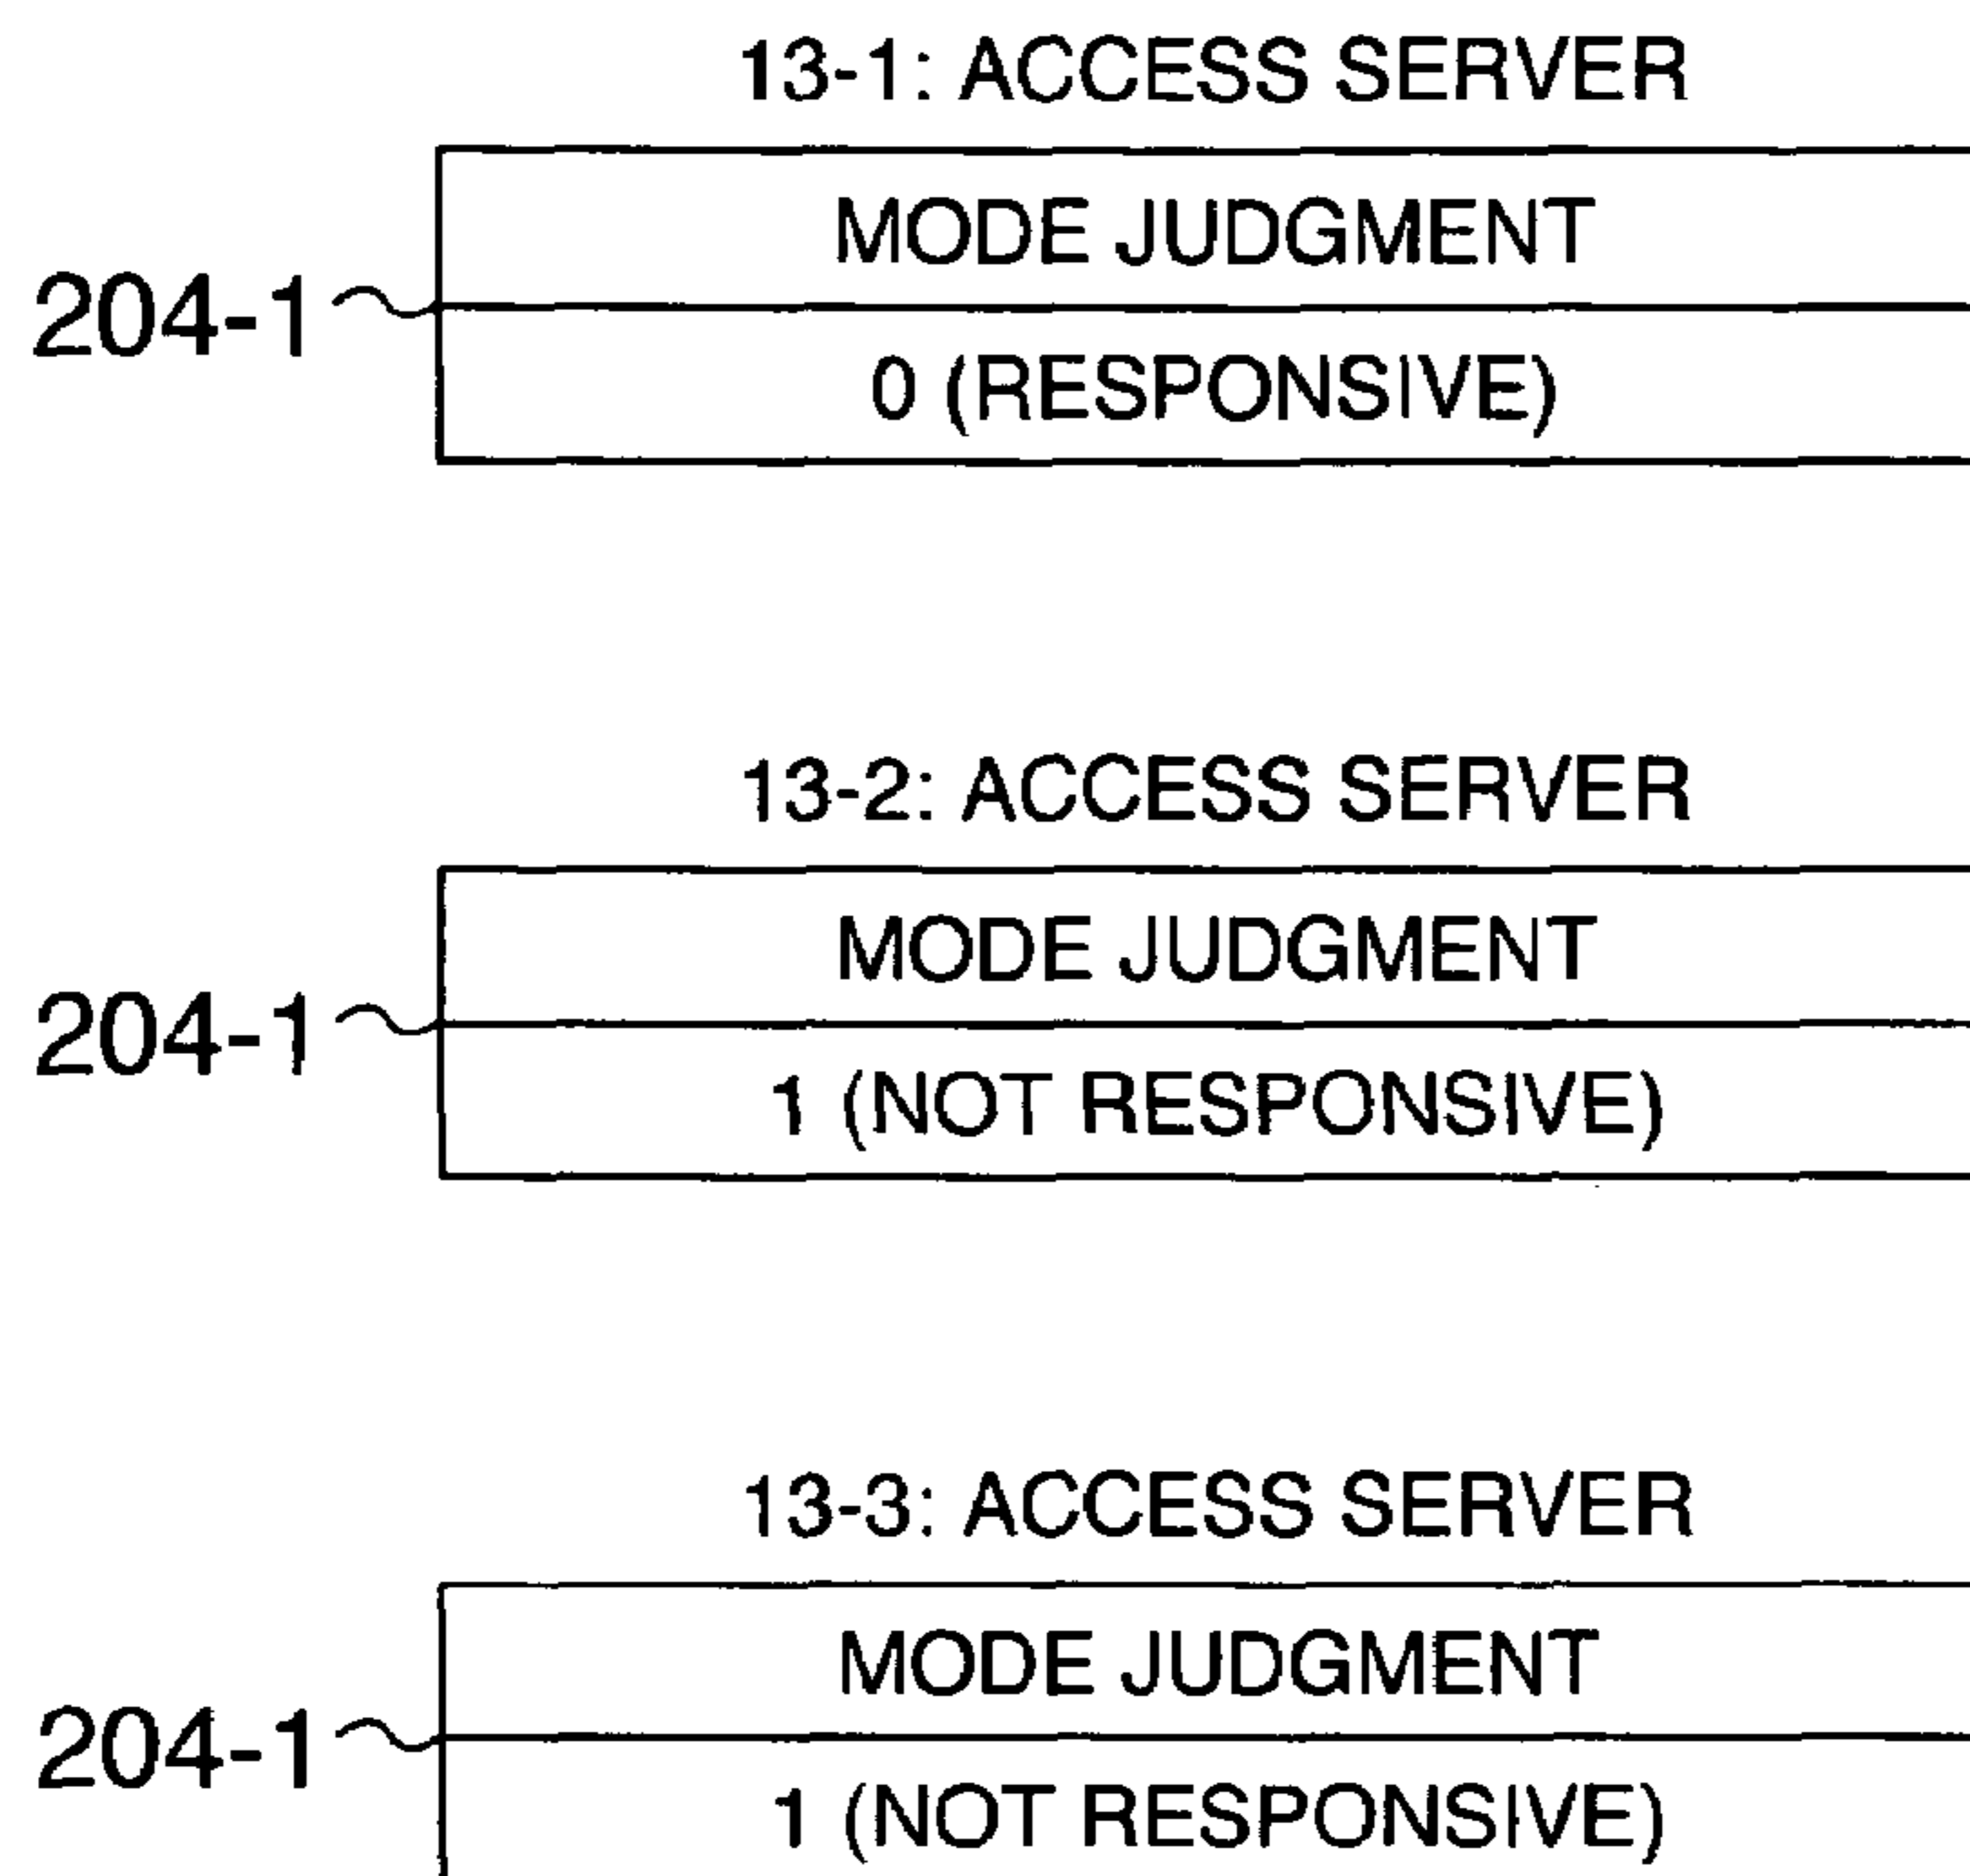 13-1: ACCESS SERVER
MODE JUDGMENT
204-1
0 (RESPONSIVE)
13-2: ACCESS SERVER
MODE JUDGMENT
204-1
1 (NOT RESPONSIVE)
13-3: ACCESS SERVER
MODE JUDGMENT
204-1
1 (NOT RESPONSIVE)